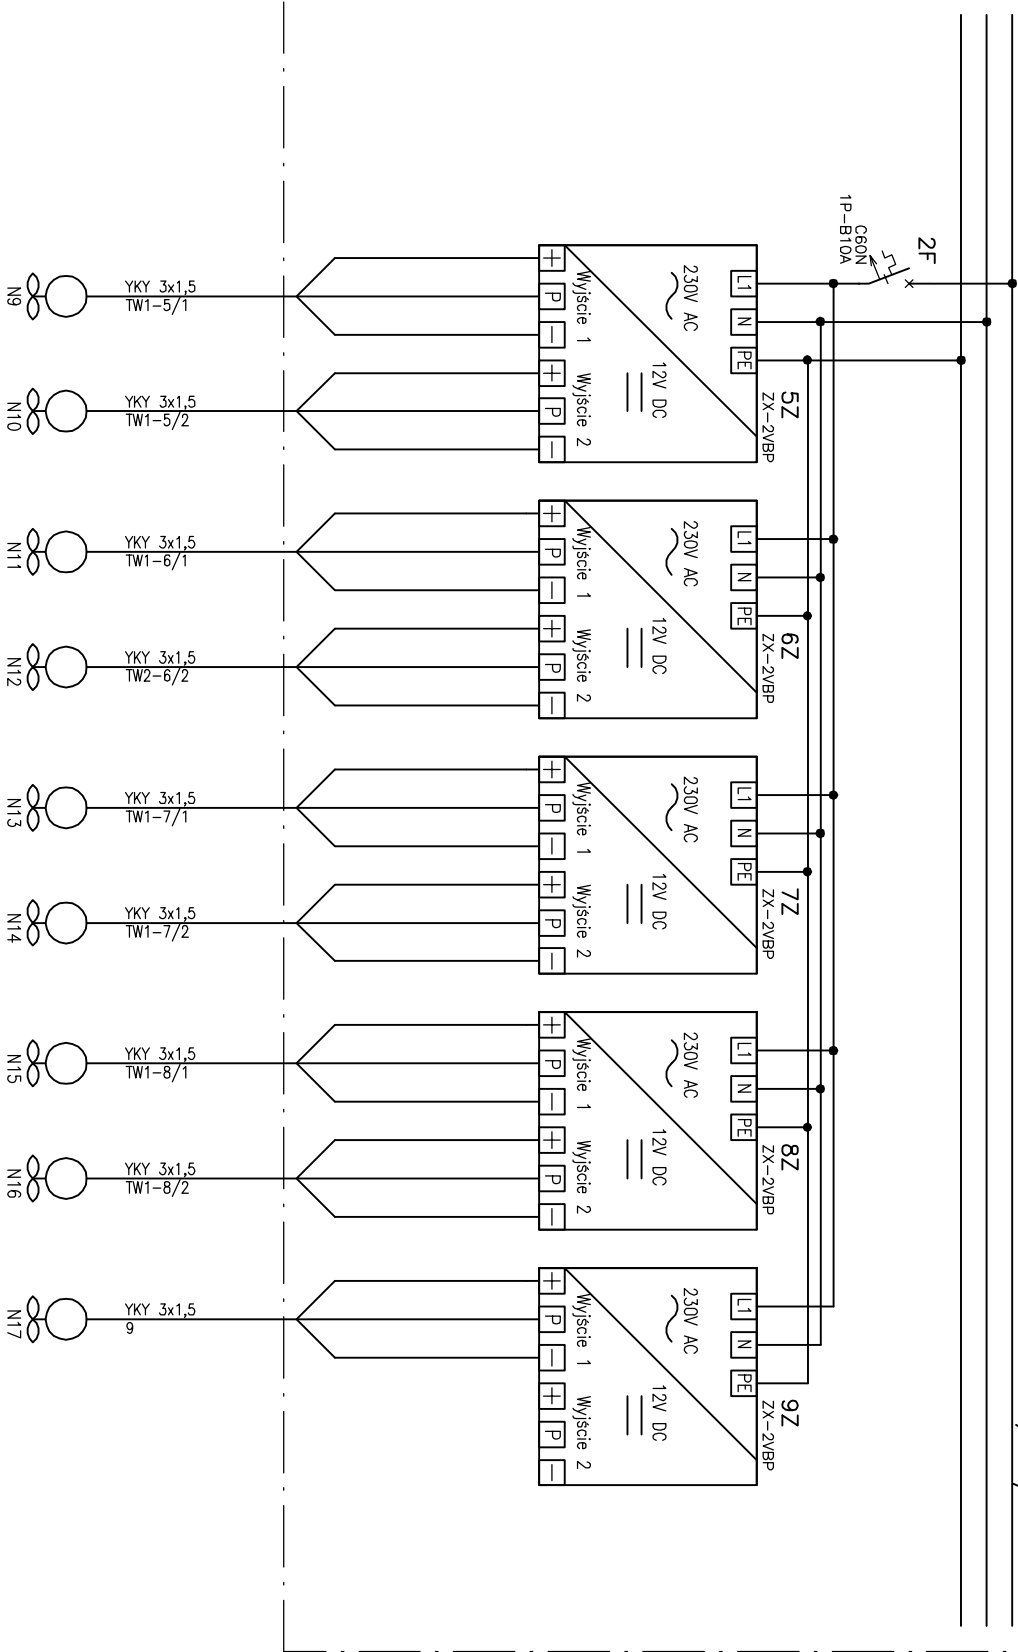 2F
C60N
1P-B10A
5Z
ZX-2VBP
L1
N
PE
230V AC
12V DC
Wyjście 1
Wyjście 2
+
P
−
+
P
−
YKY 3x1,5
TW1-5/1
N9
YKY 3x1,5
TW1-5/2
N10
6Z
ZX-2VBP
L1
N
PE
230V AC
12V DC
Wyjście 1
Wyjście 2
+
P
−
+
P
−
YKY 3x1,5
TW1-6/1
N11
YKY 3x1,5
TW2-6/2
N12
7Z
ZX-2VBP
L1
N
PE
230V AC
12V DC
Wyjście 1
Wyjście 2
+
P
−
+
P
−
YKY 3x1,5
TW1-7/1
N13
YKY 3x1,5
TW1-7/2
N14
8Z
ZX-2VBP
L1
N
PE
230V AC
12V DC
Wyjście 1
Wyjście 2
+
P
−
+
P
−
YKY 3x1,5
TW1-8/1
N15
YKY 3x1,5
TW1-8/2
N16
9Z
ZX-2VBP
L1
N
PE
230V AC
12V DC
Wyjście 1
Wyjście 2
+
P
−
+
P
−
YKY 3x1,5
9
N17